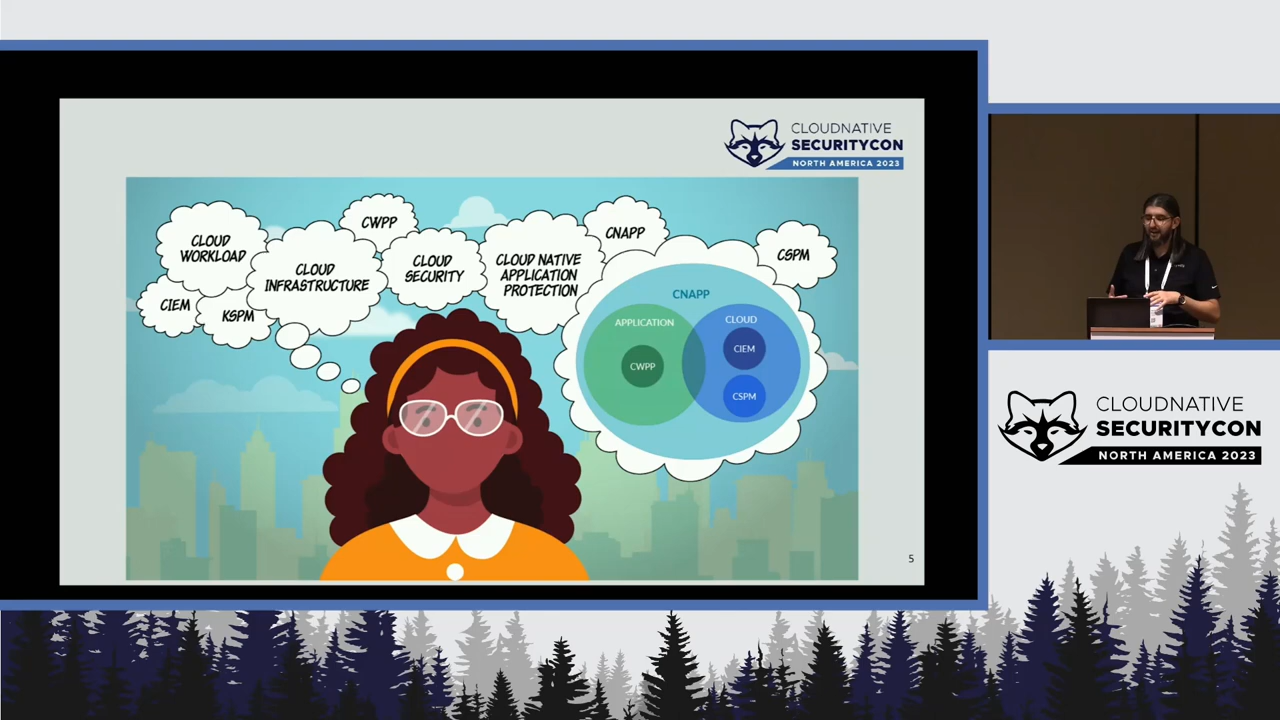 CLOUDNATIVE
SECURITYCON
NORTH AMERICA 2023
CLOUD
WORKLOAD
CIEM
KSPM
CLOUD
INFRASTRUCTURE
CWPP
CLOUD
SECURITY
CLOUD NATIVE
APPLICATION
PROTECTION
CNAPP
CSPM
CNAPP
APPLICATION
CWPP
CLOUD
CIEM
CSPM
5
CLOUDNATIVE
SECURITYCON
NORTH AMERICA 2023